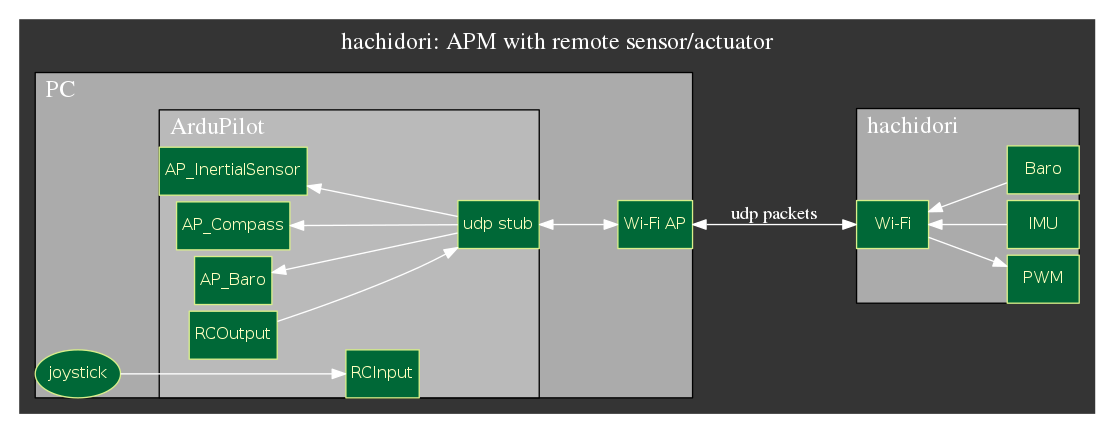 hachidori: APM with remote sensor/actuator
PC
ArduPilot
hachidori
AP_InertialSensor
Baro
AP_Compass
udp stub
Wi-Fi AP
udp packets
Wi-Fi
IMU
AP_Baro
PWM
RCOutput
joystick
RCInput